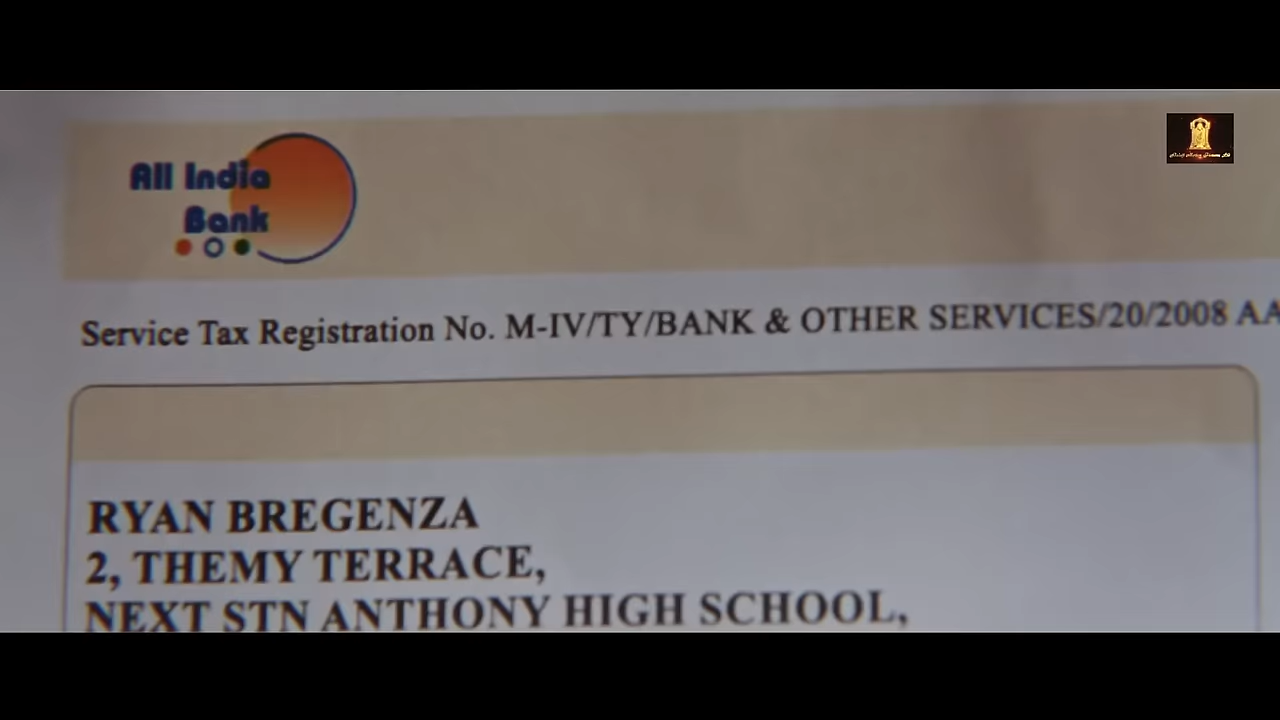 All India
Bank
Service Tax Registration No. M-IV/TY/BANK & OTHER SERVICES/20/2008 AA
RYAN BREGENZA
2, THEMY TERRACE,
NEXT STN ANTHONY HIGH SCHOOL,